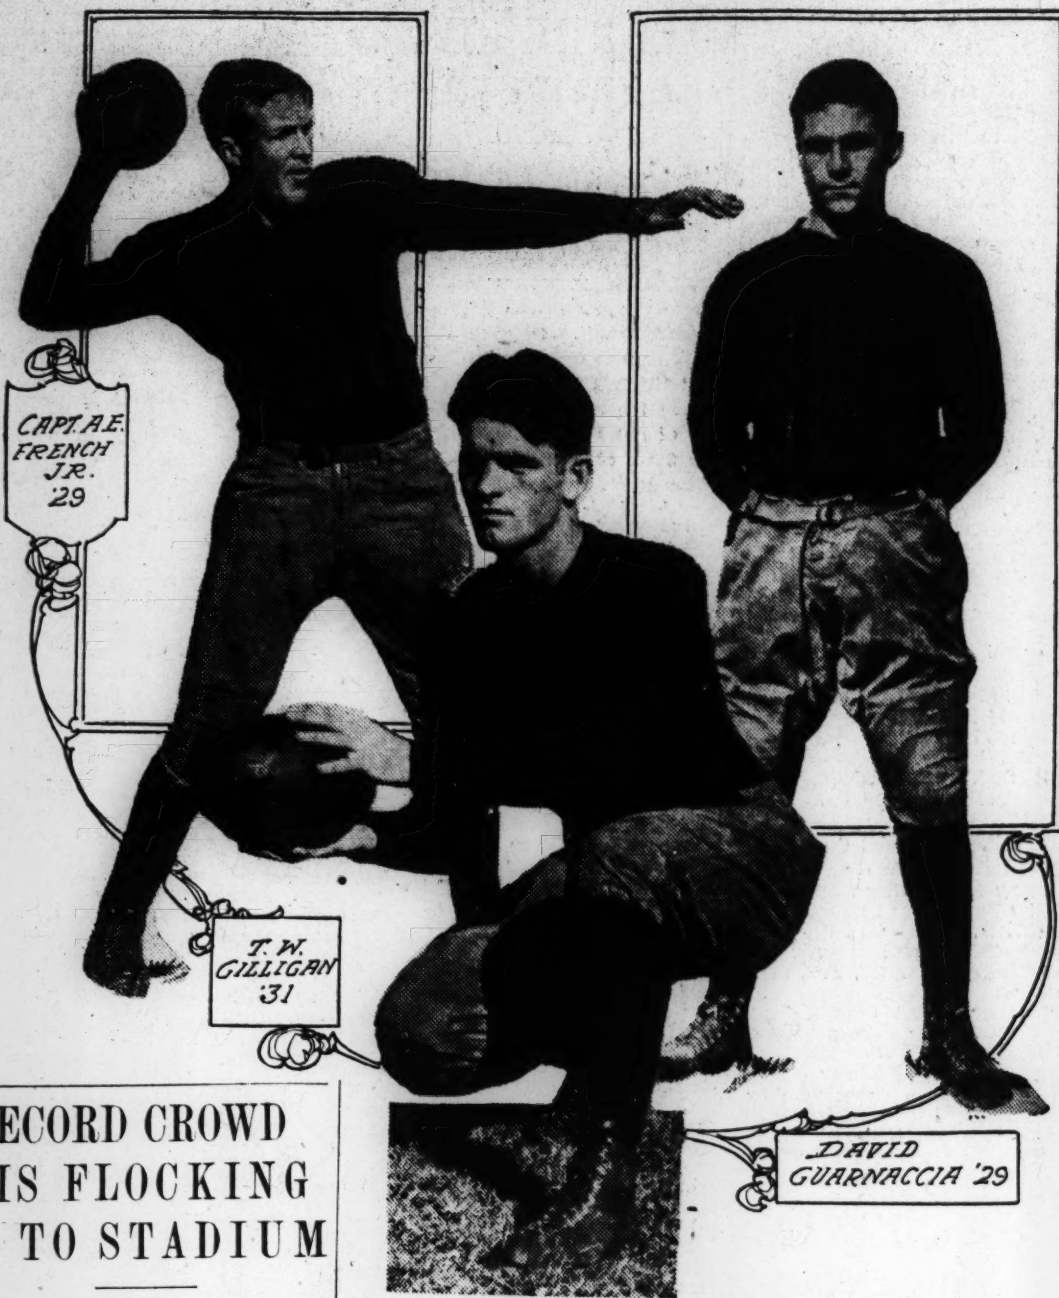 CAPT. A.E.
FRENCH
JR.
'29
T. W.
GILLIGAN
'31
DAVID
GUARNACCIA '29
ECORD CROWD
IS FLOCKING
TO STADIUM